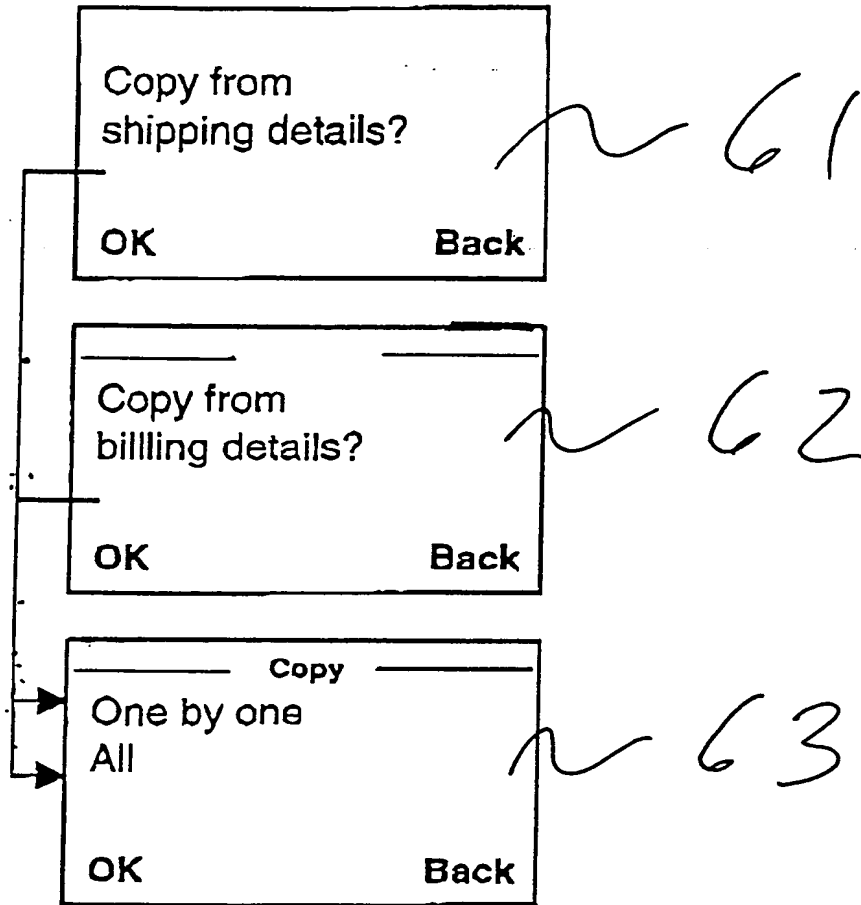 Copy from
shipping details?
OK Back
61
Copy from
billling details?
OK Back
62
Copy
One by one
All
OK Back
63